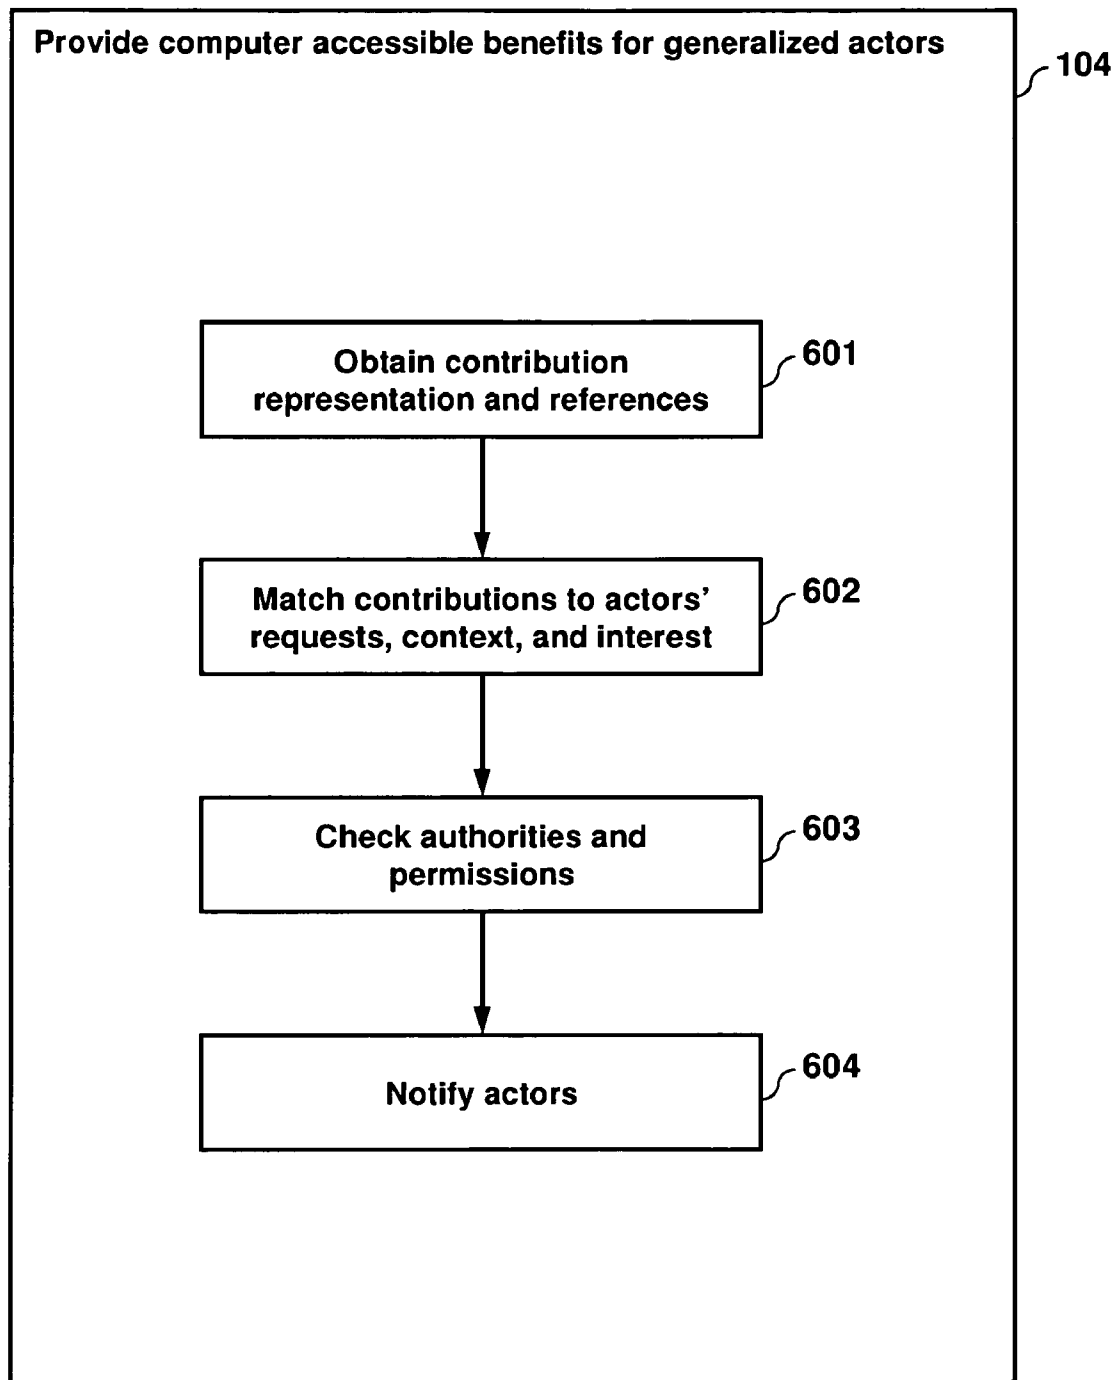 Provide computer accessible benefits for generalized actors
104
Obtain contribution
representation and references
601
Match contributions to actors’
requests, context, and interest
602
Check authorities and
permissions
603
Notify actors
604